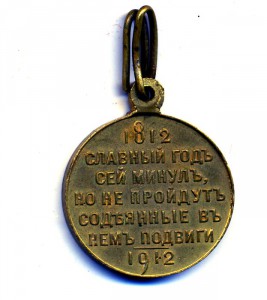 1812
СЛАВНЫЙ ГОДЪ
СЕЙ МИНУЛЪ,
НО НЕ ПРОЙДУТЪ
СОДѢЯННЫЕ ВЪ
НЕМЪ ПОДВИГИ
1912